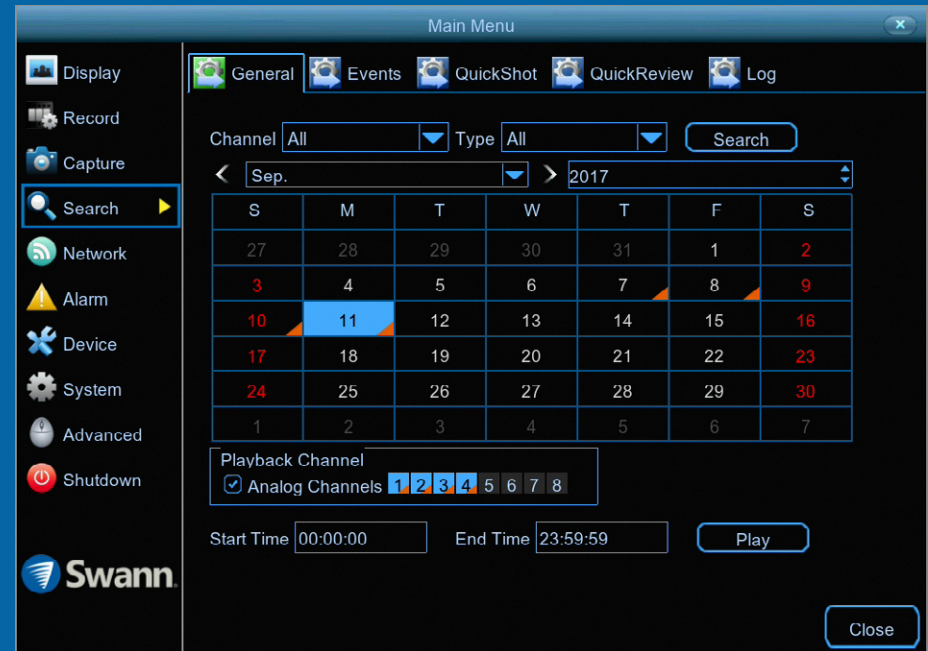 Main Menu
Display
Record
Capture
Search
Network
Alarm
Device
System
Advanced
Shutdown
Swann
General Events QuickShot QuickReview Log
Channel All Type All Search
Sep. 2017
S M T W T F S
27 28 29 30 31 1 2
3 4 5 6 7 8 9
10 11 12 13 14 15 16
17 18 19 20 21 22 23
24 25 26 27 28 29 30
1 2 3 4 5 6 7
Playback Channel
Analog Channels 1 2 3 4 5 6 7 8
Start Time 00:00:00 End Time 23:59:59 Play
Close